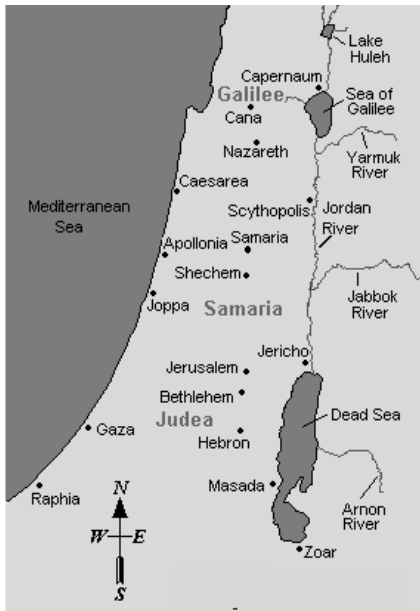 Lake
Huleh
Capernaum
Galilee
Sea of
Galilee
Cana
Nazareth
Yarmuk
River
Caesarea
Mediterranean
Sea
Scythopolis
Jordan
River
Samaria
Apollonia
Shechem
Jabbok
River
Joppa
Samaria
Jericho
Jerusalem
Bethlehem
Dead Sea
Judea
Gaza
Hebron
Masada
Raphia
Arnon
River
N
W E
S
Zoar